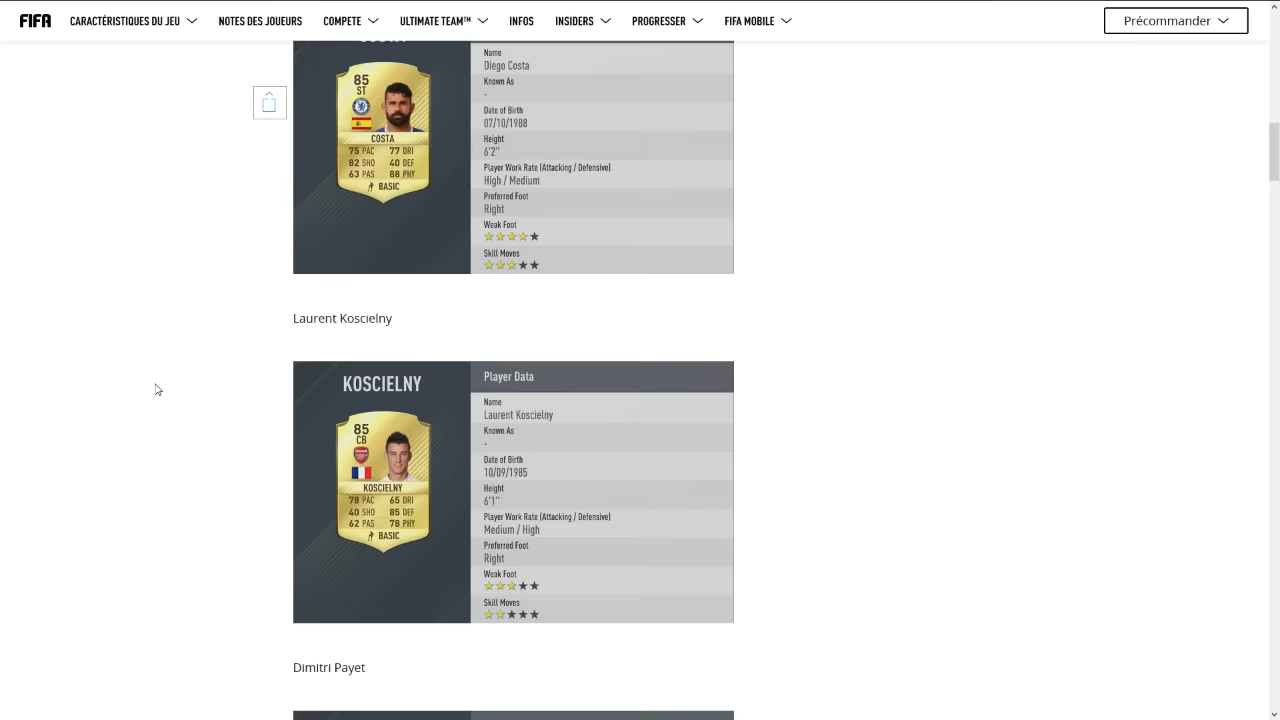 FIFA CARACTÉRISTIQUES DU JEU NOTES DES JOUEURS COMPETE ULTIMATE TEAM™ INFOS INSIDERS PROGRESSER FIFA MOBILE Précommander
85
ST
COSTA
75 PAC 77 DRI
82 SHO 40 DEF
63 PAS 88 PHY
BASIC
Name
Diego Costa
Known As
-
Date of Birth
07/10/1988
Height
6'2"
Player Work Rate (Attacking / Defensive)
High / Medium
Preferred Foot
Right
Weak Foot
Skill Moves
Laurent Koscielny
KOSCIELNY
85
CB
KOSCIELNY
78 PAC 65 DRI
40 SHO 85 DEF
62 PAS 78 PHY
BASIC
Player Data
Name
Laurent Koscielny
Known As
-
Date of Birth
10/09/1985
Height
6'1"
Player Work Rate (Attacking / Defensive)
Medium / High
Preferred Foot
Right
Weak Foot
Skill Moves
Dimitri Payet